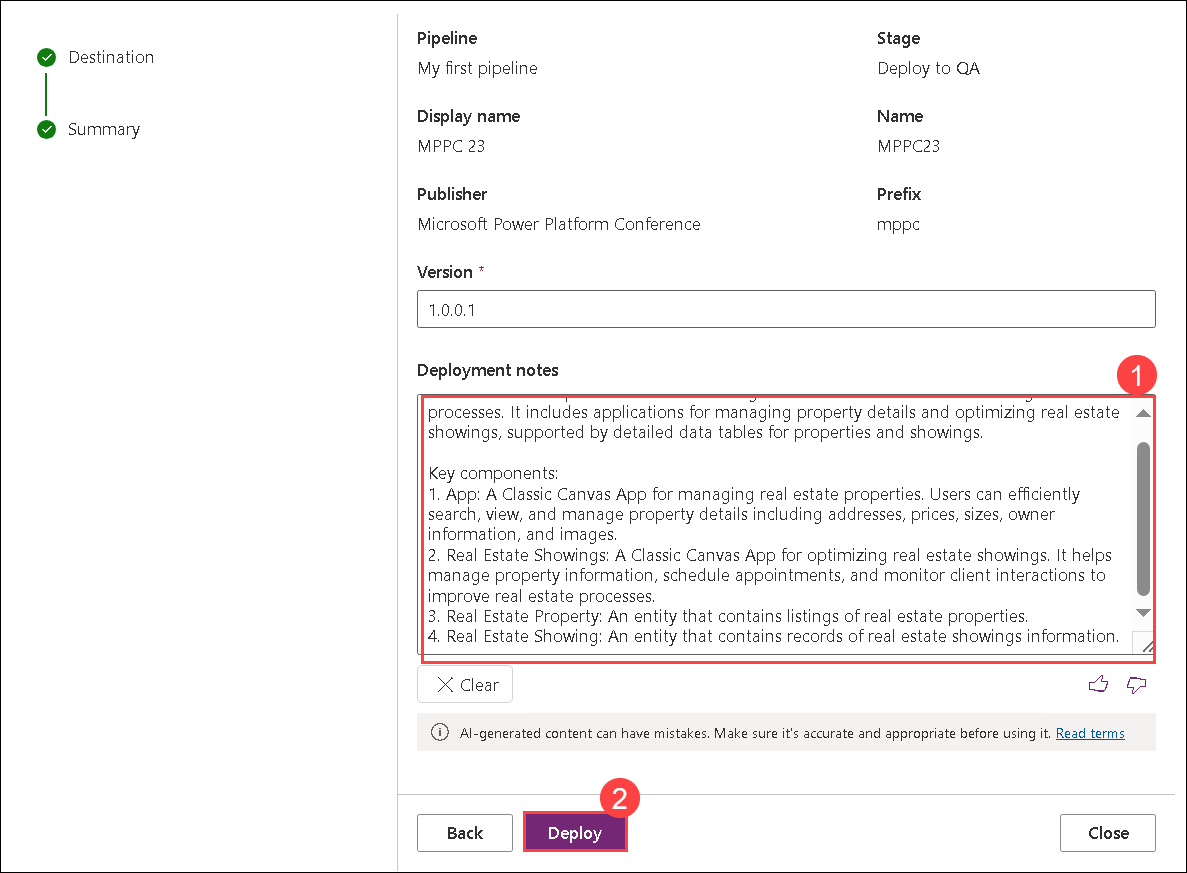 Destination
Summary
Pipeline
My first pipeline
Stage
Deploy to QA
Display name
MPPC 23
Name
MPPC23
Publisher
Microsoft Power Platform Conference
Prefix
mppc
Version *
1.0.0.1
Deployment notes
1
processes. It includes applications for managing property details and optimizing real estate
showings, supported by detailed data tables for properties and showings.
Key components:
1. App: A Classic Canvas App for managing real estate properties. Users can efficiently
search, view, and manage property details including addresses, prices, sizes, owner
information, and images.
2. Real Estate Showings: A Classic Canvas App for optimizing real estate showings. It helps
manage property information, schedule appointments, and monitor client interactions to
improve real estate processes.
3. Real Estate Property: An entity that contains listings of real estate properties.
4. Real Estate Showing: An entity that contains records of real estate showings information.
Clear
AI-generated content can have mistakes. Make sure it's accurate and appropriate before using it. Read terms
2
Back
Deploy
Close